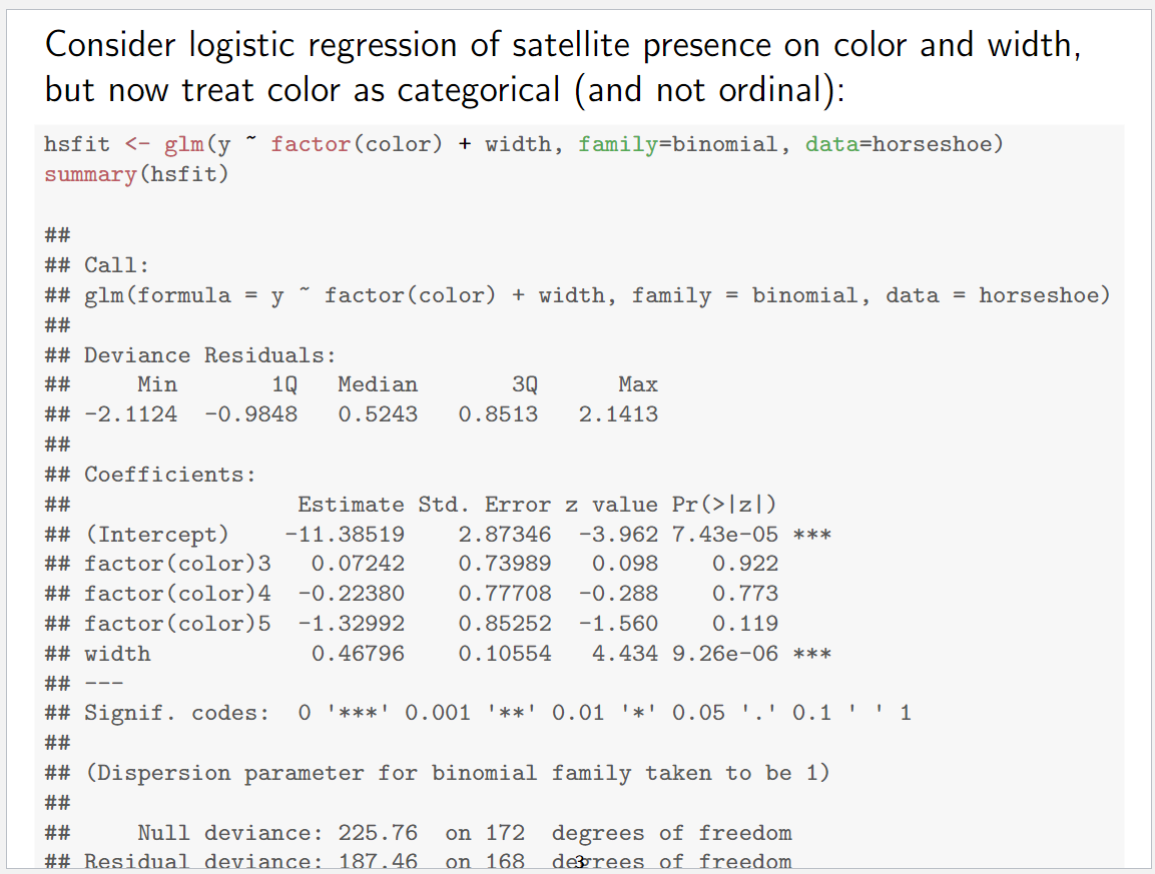 Consider logistic regression of satellite presence on color and width,
but now treat color as categorical (and not ordinal):
hsfit <- glm(y ~ factor(color) + width, family=binomial, data=horseshoe)
summary(hsfit)
##
## Call:
## glm(formula = y ~ factor(color) + width, family = binomial, data = horseshoe)
##
## Deviance Residuals:
##     Min       1Q   Median       3Q      Max
## -2.1124  -0.9848   0.5243   0.8513   2.1413
##
## Coefficients:
##                 Estimate Std. Error z value Pr(>|z|)
## (Intercept)    -11.38519    2.87346  -3.962 7.43e-05 ***
## factor(color)3   0.07242    0.73989   0.098    0.922
## factor(color)4  -0.22380    0.77708  -0.288    0.773
## factor(color)5  -1.32992    0.85252  -1.560    0.119
## width            0.46796    0.10554   4.434 9.26e-06 ***
## ---
## Signif. codes:  0 '***' 0.001 '**' 0.01 '*' 0.05 '.' 0.1 ' ' 1
##
## (Dispersion parameter for binomial family taken to be 1)
##
##     Null deviance: 225.76  on 172  degrees of freedom
## Residual deviance: 187.46  on 168  degrees of freedom
3